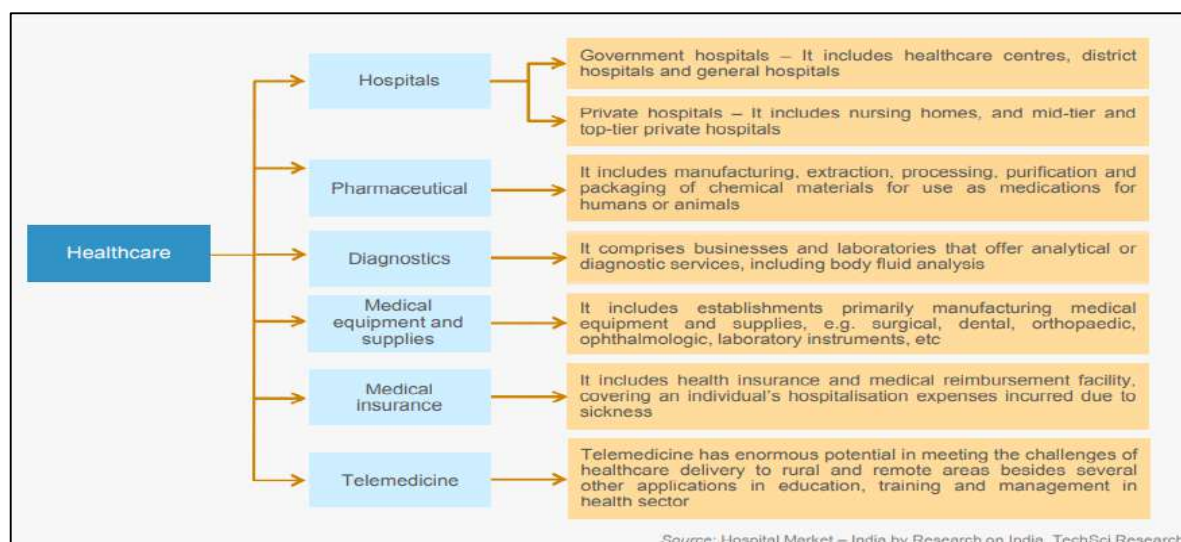 Hospitals
Government hospitals – It includes healthcare centres, district
hospitals and general hospitals
Private hospitals – It includes nursing homes, and mid-tier and
top-tier private hospitals
Pharmaceutical
It includes manufacturing, extraction, processing, purification and
packaging of chemical materials for use as medications for
humans or animals
Healthcare
Diagnostics
It comprises businesses and laboratories that offer analytical or
diagnostic services, including body fluid analysis
Medical
equipment and
supplies
It includes establishments primarily manufacturing medical
equipment and supplies, e.g. surgical, dental, orthopaedic,
ophthalmologic, laboratory instruments, etc
Medical
insurance
It includes health insurance and medical reimbursement facility,
covering an individual's hospitalisation expenses incurred due to
sickness
Telemedicine
Telemedicine has enormous potential in meeting the challenges of
healthcare delivery to rural and remote areas besides several
other applications in education, training and management in
health sector
Source: Hospital Market – India by Research on India, TechSci Research